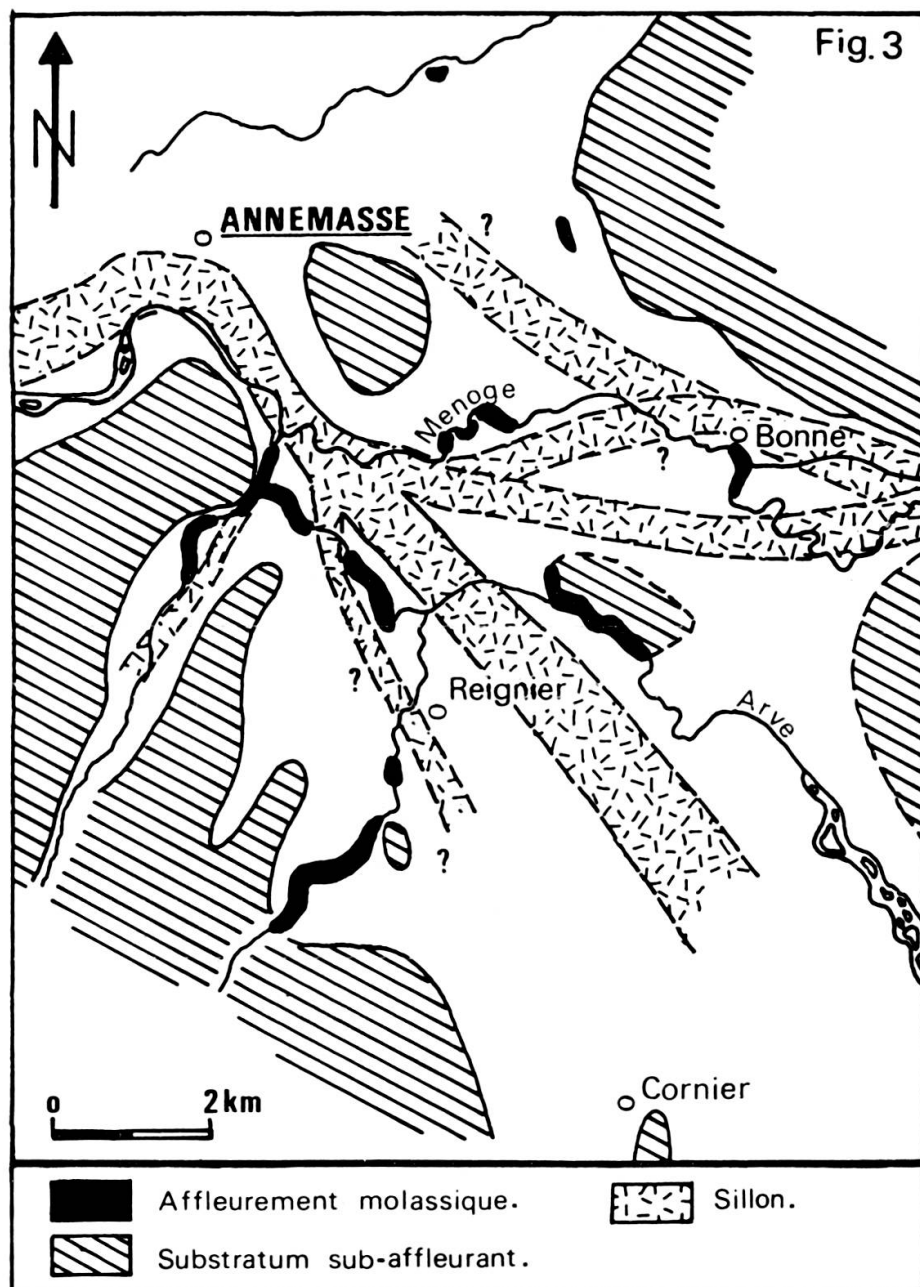 Fig. 3
N
ANNEMASSE
?
Menoge
Bonne
?
Reignier
?
Arve
?
Cornier
0 2 km
Affleurement molassique.
Sillon.
Substratum sub-affleurant.